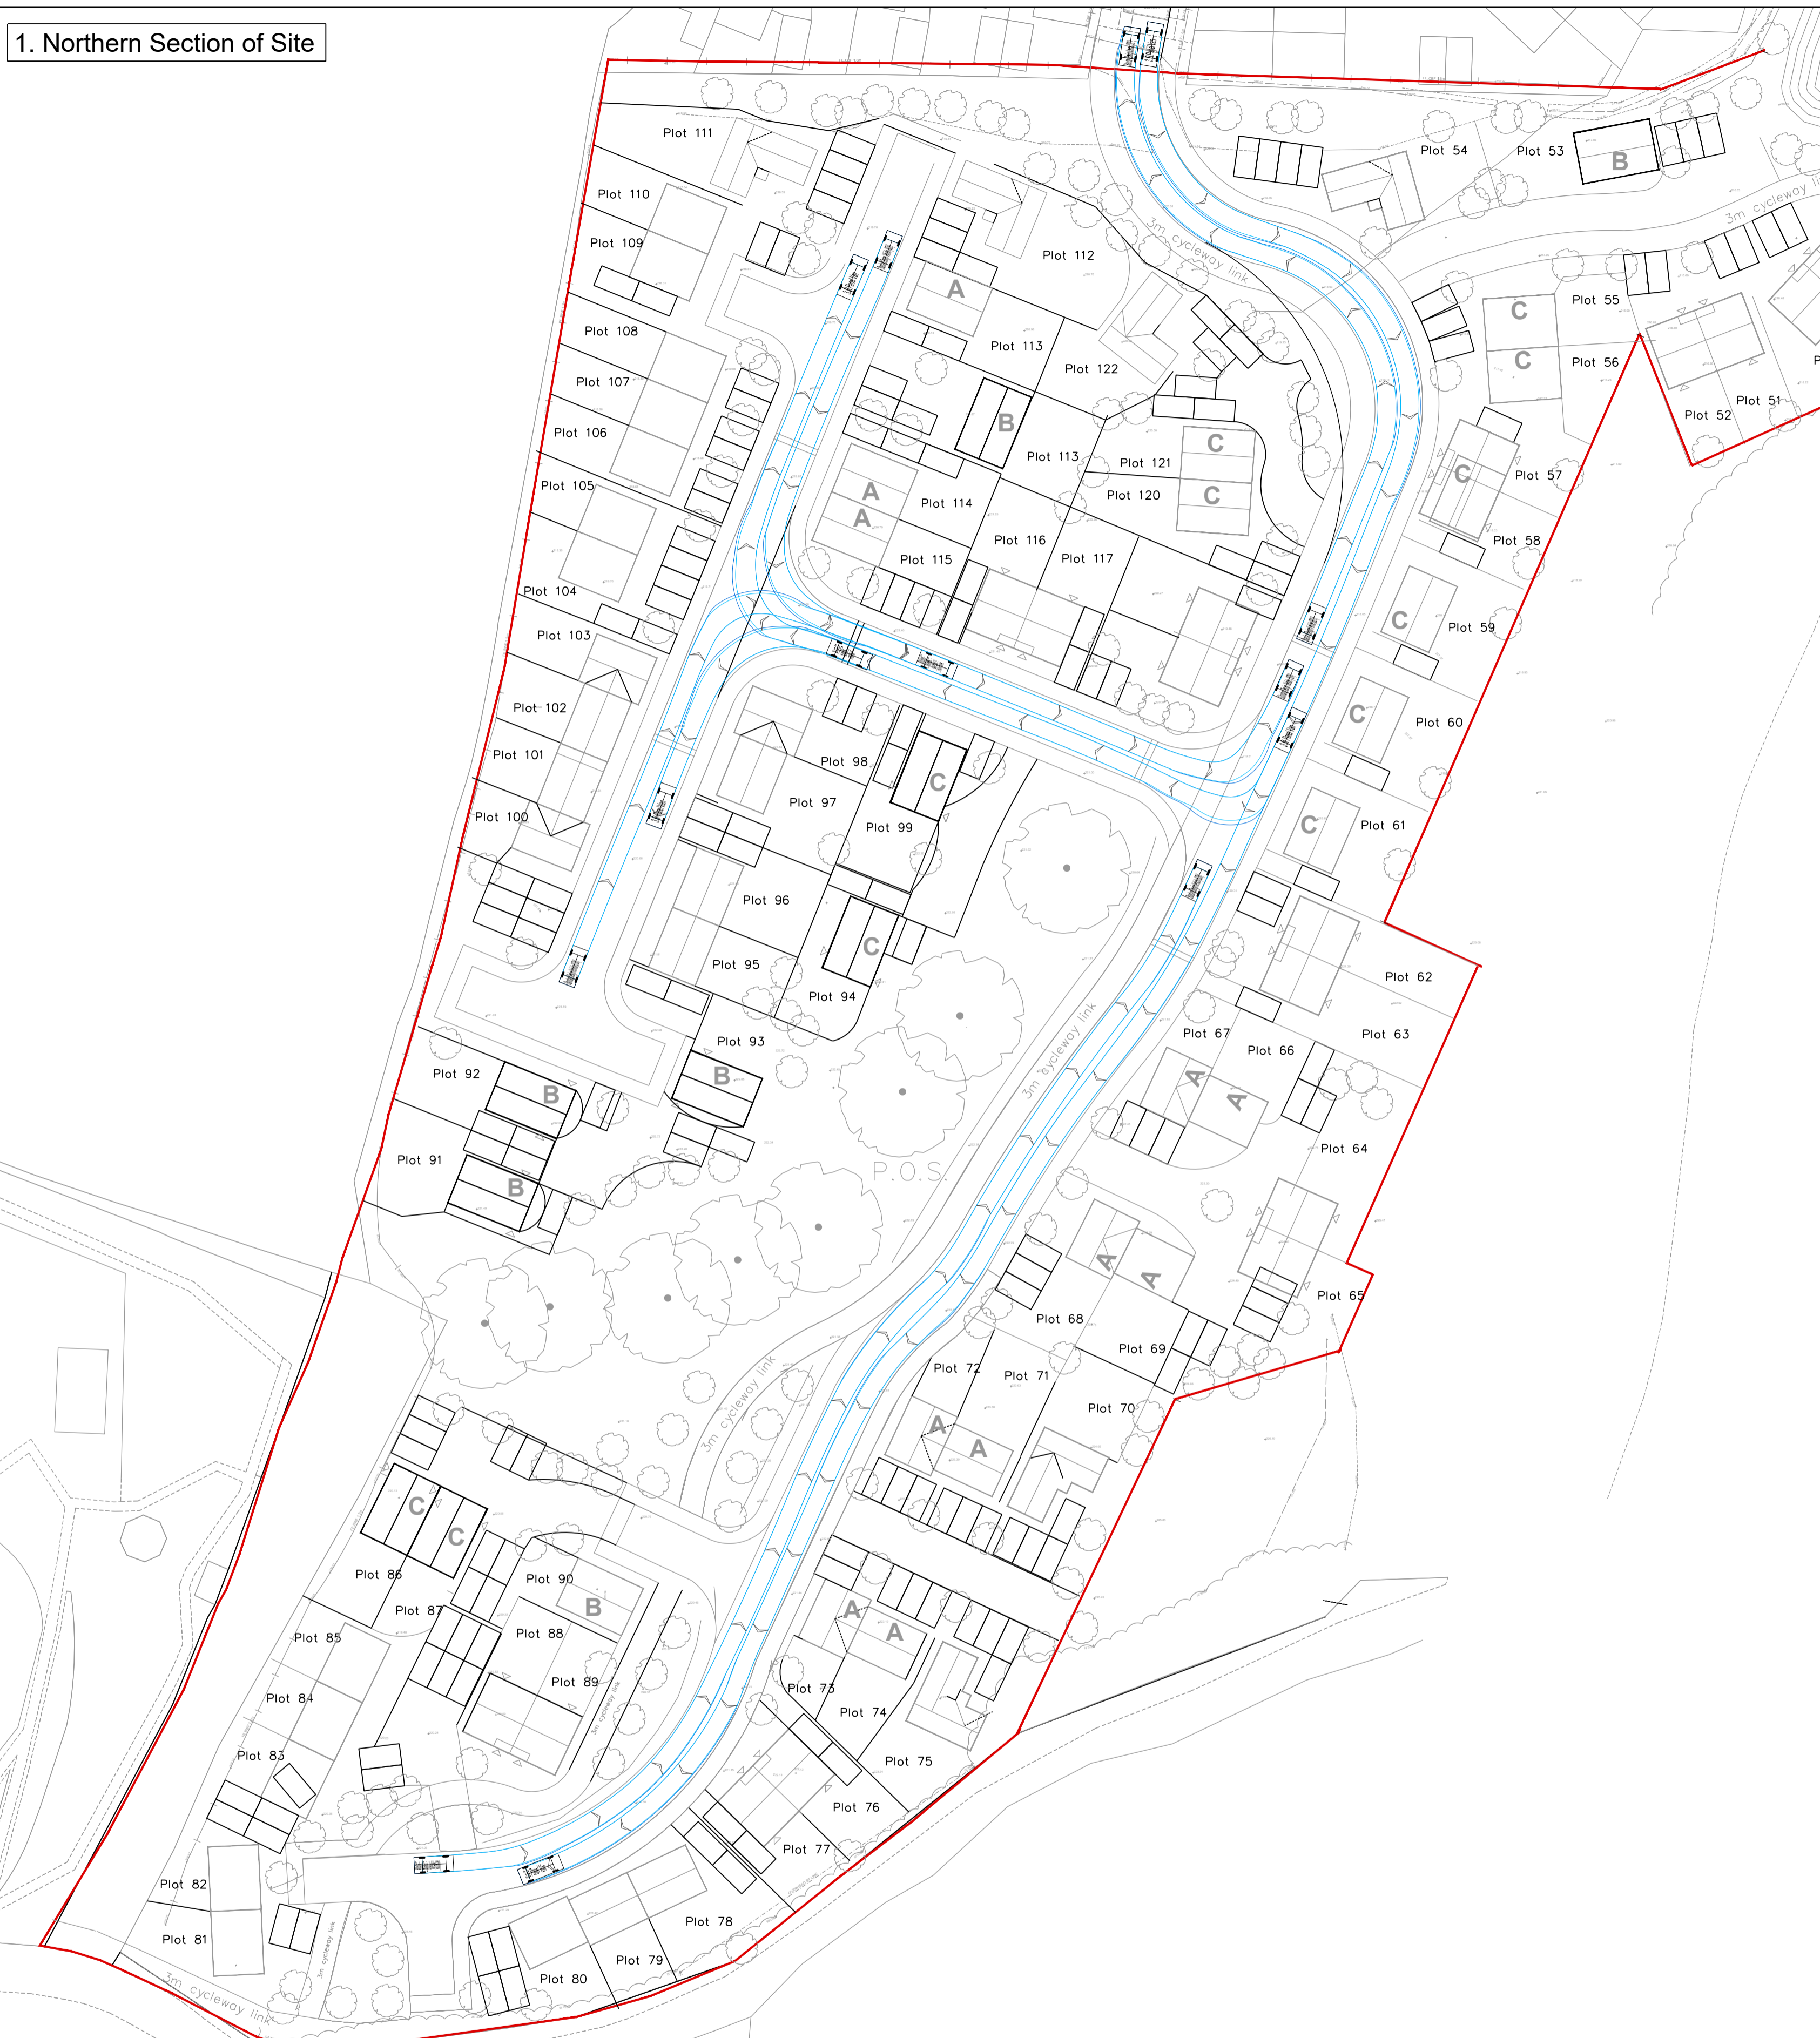 1. Northern Section of Site
Plot 111
Plot 54
Plot 53
B
Plot 110
3m cycleway link
Plot 109
Plot 112
3m cycleway link
A
Plot 55
C
Plot 108
Plot 113
Plot 122
C
Plot 56
Plot 107
Plot 51
Plot 52
B
Plot 106
C
Plot 113
Plot 121
C
Plot 57
Plot 105
A
Plot 114
Plot 120
C
A
Plot 116
Plot 58
Plot 115
Plot 117
Plot 104
C
Plot 59
Plot 103
Plot 102
C
Plot 60
Plot 101
Plot 98
C
Plot 97
Plot 100
Plot 99
C
Plot 61
Plot 96
C
Plot 95
Plot 62
Plot 94
Plot 93
Plot 67
Plot 63
3m cycleway link
Plot 66
Plot 92
B
B
A
A
Plot 91
Plot 64
P.O.S.
B
A
A
Plot 65
Plot 68
Plot 69
Plot 72
Plot 71
3m cycleway link
Plot 70
A
A
C
C
Plot 86
Plot 90
Plot 87
B
A
Plot 88
A
Plot 85
Plot 89
Plot 73
Plot 84
3m cycleway link
Plot 74
Plot 83
Plot 75
Plot 76
Plot 77
Plot 82
Plot 78
Plot 81
3m cycleway link
Plot 79
Plot 80
3m cycleway link